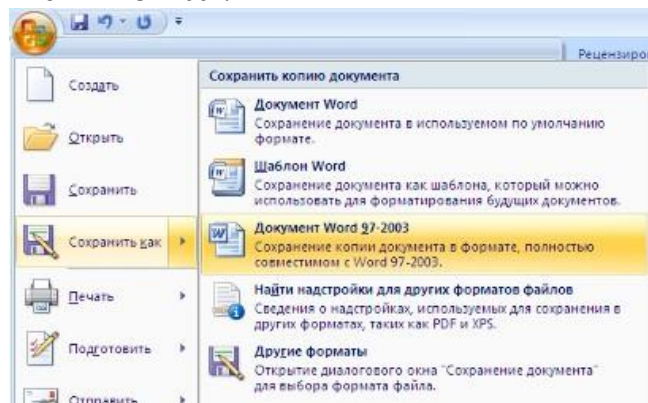 Рецензиро
Создать
Открыть
Сохранить
Сохранить как
Печать
Подготовить
Отправить
Сохранить копию документа
Документ Word
Сохранение документа в используемом по умолчанию
формате.
Шаблон Word
Сохранение документа как шаблона, который можно
использовать для форматирования будущих документов.
Документ Word 97-2003
Сохранение копии документа в формате, полностью
совместимом с Word 97-2003.
Найти надстройки для других форматов файлов
Сведения о надстройках, используемых для сохранения в
других форматах, таких как PDF и XPS.
Другие форматы
Открытие диалогового окна "Сохранение документа"
для выбора формата файла.